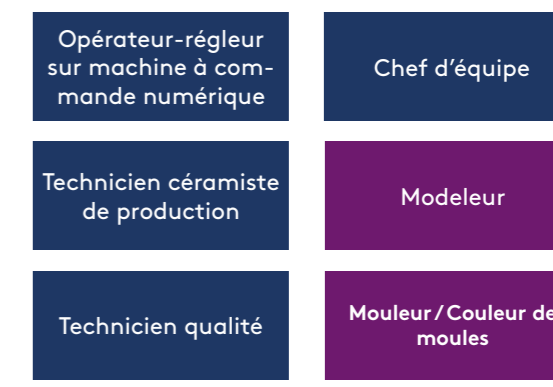 Opérateur-régleur
sur machine à com-
mande numérique
Chef d’équipe
Technicien céramiste
de production
Modeleur
Technicien qualité
Mouleur / Couleur de
moules